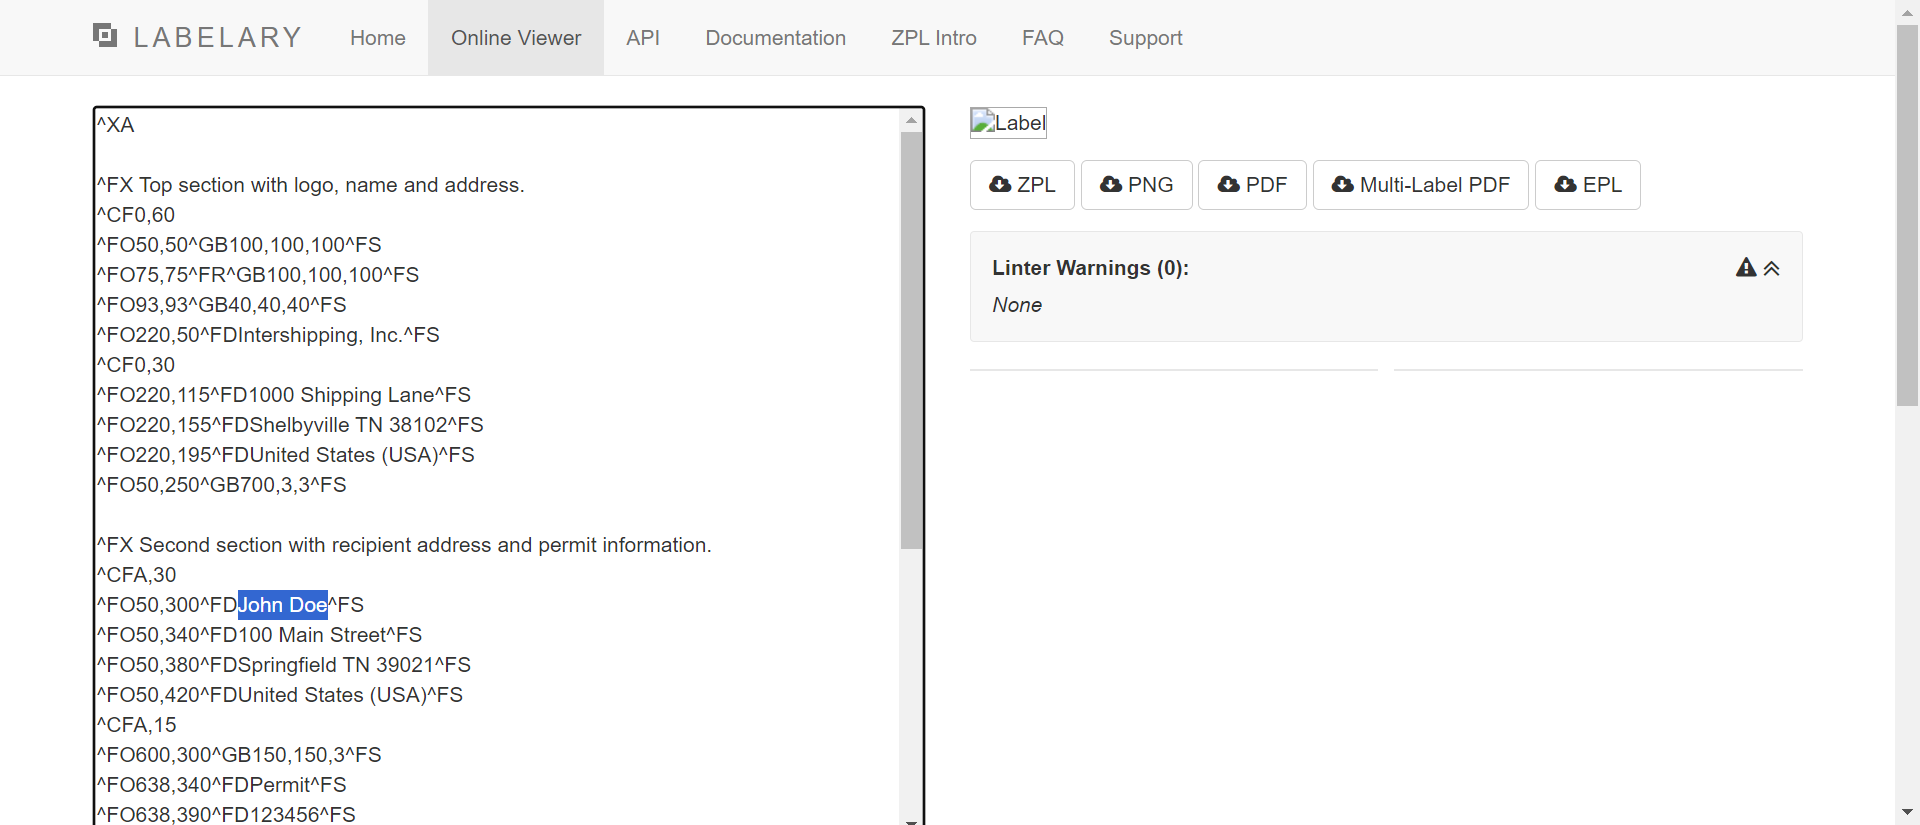 LABELARY Home Online Viewer API Documentation ZPL Intro FAQ Support
^XA
^FX Top section with logo, name and address.
^CF0,60
^FO50,50^GB100,100,100^FS
^FO75,75^FR^GB100,100,100^FS
^FO93,93^GB40,40,40^FS
^FO220,50^FDIntershipping, Inc.^FS
^CF0,30
^FO220,115^FD1000 Shipping Lane^FS
^FO220,155^FDShelbyville TN 38102^FS
^FO220,195^FDUnited States (USA)^FS
^FO50,250^GB700,3,3^FS
^FX Second section with recipient address and permit information.
^CFA,30
^FO50,300^FDJohn Doe^FS
^FO50,340^FD100 Main Street^FS
^FO50,380^FDSpringfield TN 39021^FS
^FO50,420^FDUnited States (USA)^FS
^CFA,15
^FO600,300^GB150,150,3^FS
^FO638,340^FDPermit^FS
^FO638,390^FD123456^FS
Label
ZPL PNG PDF Multi-Label PDF EPL
Linter Warnings (0):
None